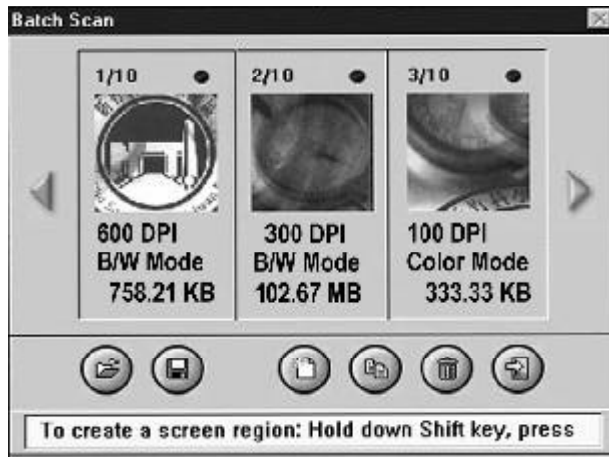 Batch Scan
1/10
2/10
3/10
600 DPI
B/W Mode
758.21 KB
300 DPI
B/W Mode
102.67 MB
100 DPI
Color Mode
333.33 KB
To create a screen region: Hold down Shift key, press